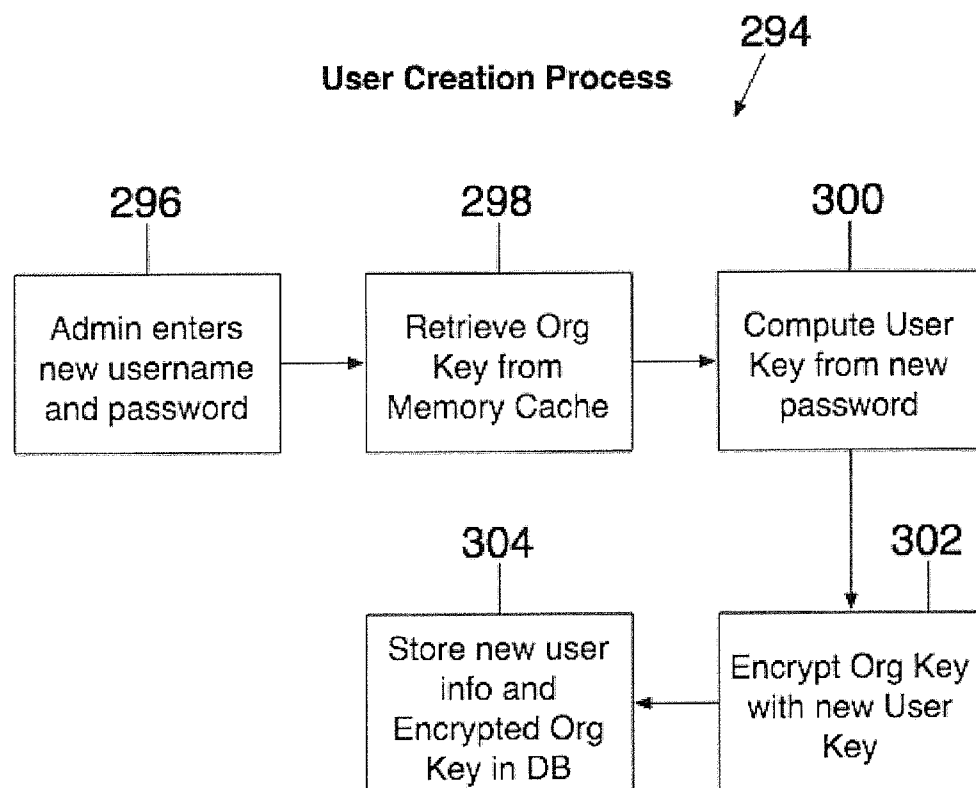 294
User Creation Process
296
298
300
Admin enters
new username
and password
Retrieve Org
Key from
Memory Cache
Compute User
Key from new
password
304
302
Store new user
info and
Encrypted Org
Key in DB
Encrypt Org Key
with new User
Key